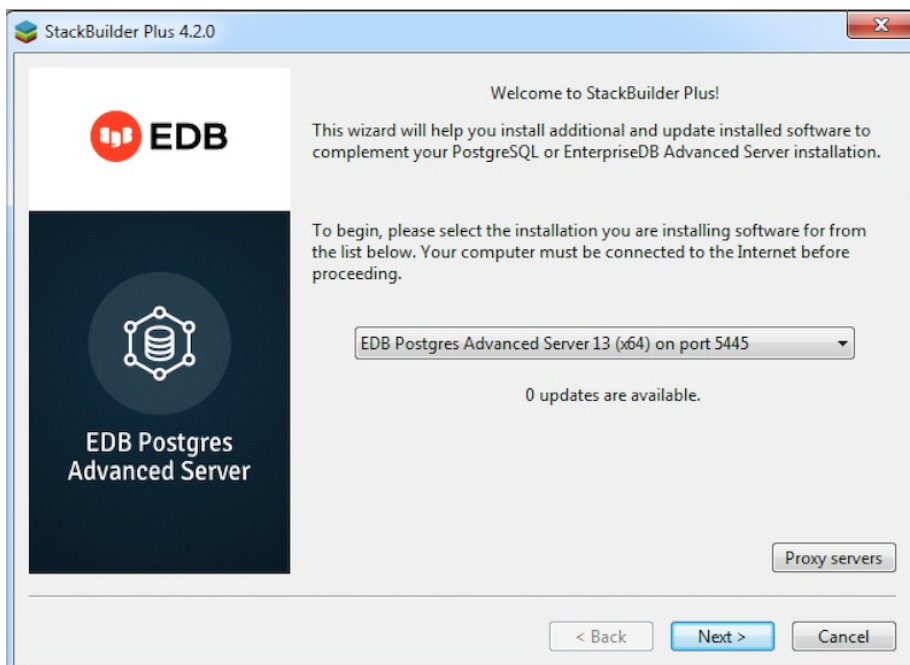 StackBuilder Plus 4.2.0
EDB
EDB Postgres
Advanced Server
Welcome to StackBuilder Plus!
This wizard will help you install additional and update installed software to
complement your PostgreSQL or EnterpriseDB Advanced Server installation.
To begin, please select the installation you are installing software for from
the list below. Your computer must be connected to the Internet before
proceeding.
EDB Postgres Advanced Server 13 (x64) on port 5445
0 updates are available.
Proxy servers
< Back
Next >
Cancel